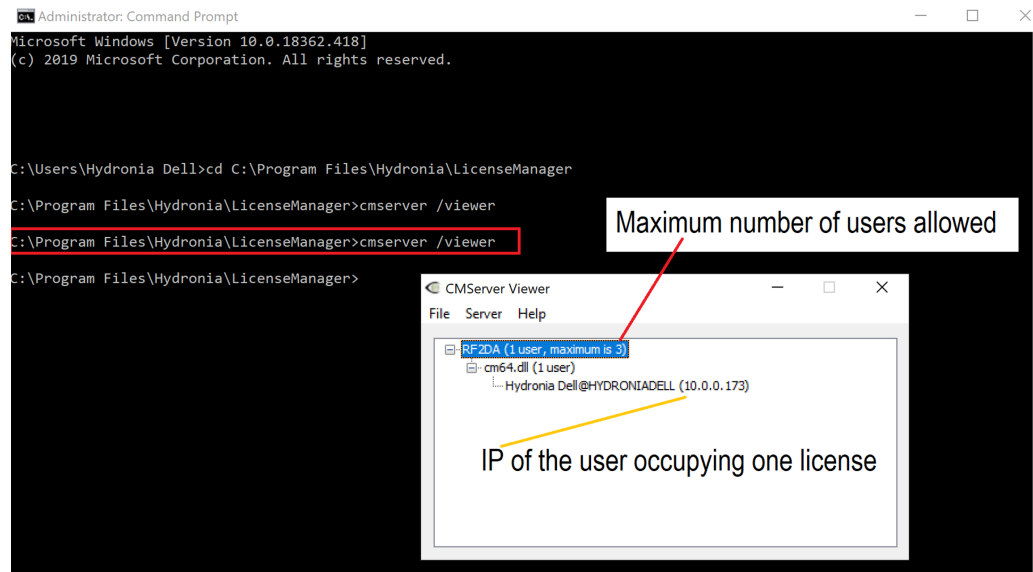 Administrator: Command Prompt
Microsoft Windows [Version 10.0.18362.418]
(c) 2019 Microsoft Corporation. All rights reserved.
C:\Users\Hydronia Dell>cd C:\Program Files\Hydronia\LicenseManager
C:\Program Files\Hydronia\LicenseManager>cmserver /viewer
C:\Program Files\Hydronia\LicenseManager>cmserver /viewer
C:\Program Files\Hydronia\LicenseManager>
Maximum number of users allowed
CMServer Viewer
File Server Help
RF2DA (1 user, maximum is 3)
cm64.dll (1 user)
Hydronia Dell@HYDRONIADELL (10.0.0.173)
IP of the user occupying one license